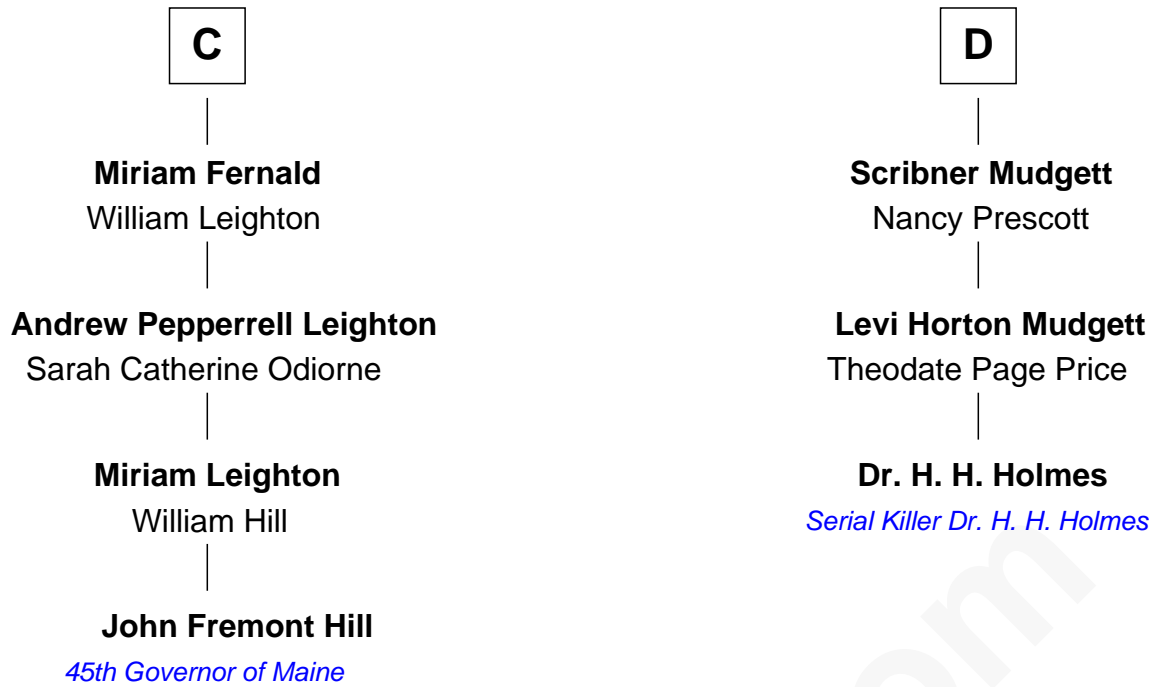 C
Miriam Fernald
William Leighton
Andrew Pepperrell Leighton
Sarah Catherine Odiorne
Miriam Leighton
William Hill
John Fremont Hill
45th Governor of Maine
D
Scribner Mudgett
Nancy Prescott
Levi Horton Mudgett
Theodate Page Price
Dr. H. H. Holmes
Serial Killer Dr. H. H. Holmes
om